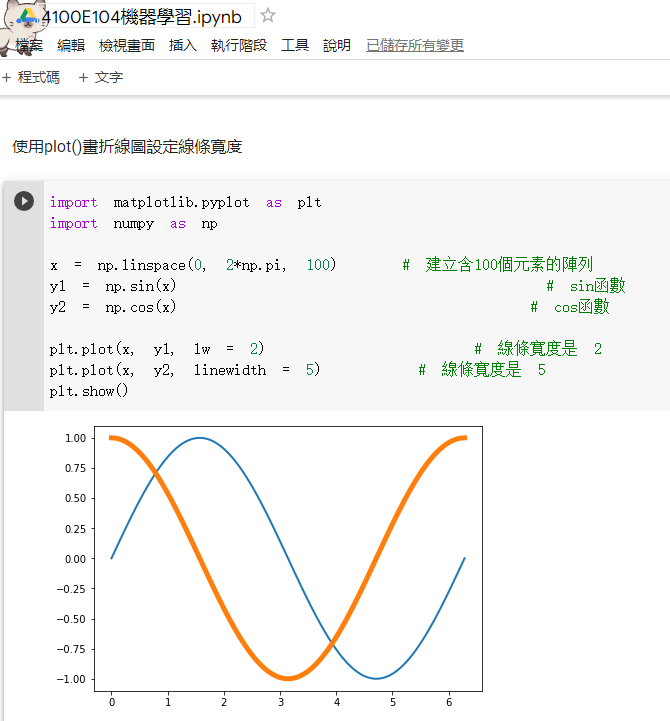 4100E104機器學習.ipynb
檔案 編輯 檢視畫面 插入 執行階段 工具 說明 已儲存所有變更
+ 程式碼 + 文字
使用plot()畫折線圖設定線條寬度
import matplotlib.pyplot as plt
import numpy as np
x = np.linspace(0, 2*np.pi, 100) # 建立含100個元素的陣列
y1 = np.sin(x) # sin函數
y2 = np.cos(x) # cos函數
plt.plot(x, y1, lw = 2) # 線條寬度是 2
plt.plot(x, y2, linewidth = 5) # 線條寬度是 5
plt.show()
1.00
0.75
0.50
0.25
0.00
−0.25
−0.50
−0.75
−1.00
0 1 2 3 4 5 6